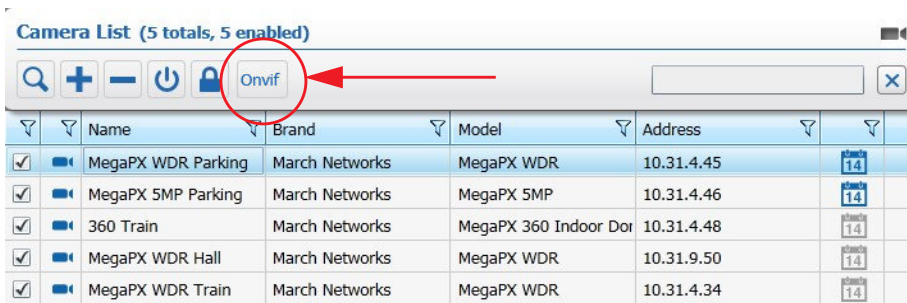 Camera List (5 totals, 5 enabled)
Onvif
Name Brand Model Address
MegaPX WDR Parking March Networks MegaPX WDR 10.31.4.45 14
MegaPX 5MP Parking March Networks MegaPX 5MP 10.31.4.46 14
360 Train March Networks MegaPX 360 Indoor Dor 10.31.4.48 14
MegaPX WDR Hall March Networks MegaPX WDR 10.31.9.50 14
MegaPX WDR Train March Networks MegaPX WDR 10.31.4.34 14